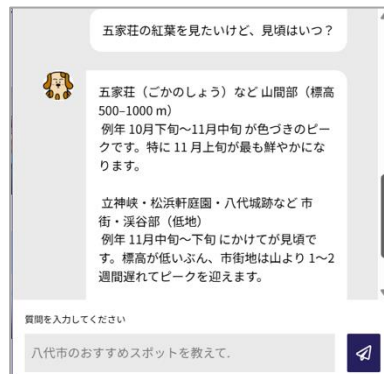 五家荘の紅葉を見たいけど、見頃はいつ？
五家荘（ごかのしょう）など 山間部（標高
500–1000 m）
例年 10月下旬～11月中旬 が色づきのピー
クです。特に 11 月上旬が最も鮮やかにな
ります。
立神峡・松浜軒庭園・八代城跡など 市
街・渓谷部（低地）
例年 11月中旬～下旬 にかけてが見頃で
す。標高が低いぶん、市街地は山より 1～2
週間遅れてピークを迎えます。
質問を入力してください
八代市のおすすめスポットを教えて.